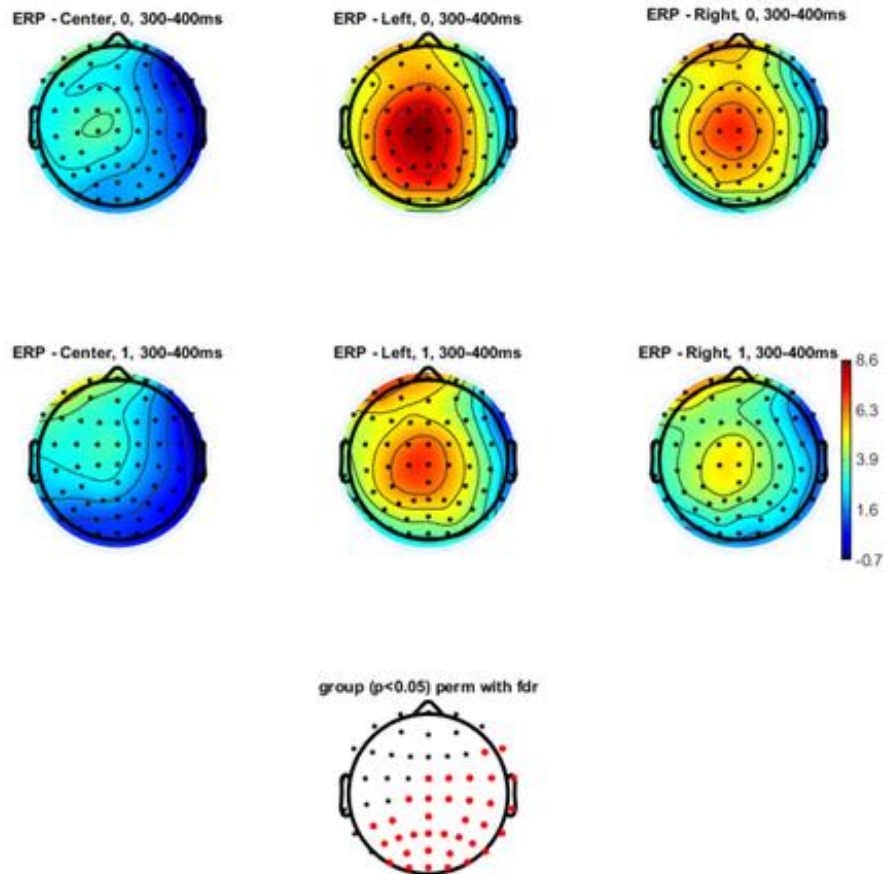 ERP - Center, 0, 300-400ms
ERP - Left, 0, 300-400ms
ERP - Right, 0, 300-400ms
ERP - Center, 1, 300-400ms
ERP - Left, 1, 300-400ms
ERP - Right, 1, 300-400ms
8.6
6.3
3.9
1.6
-0.7
group (p<0.05) perm with fdr